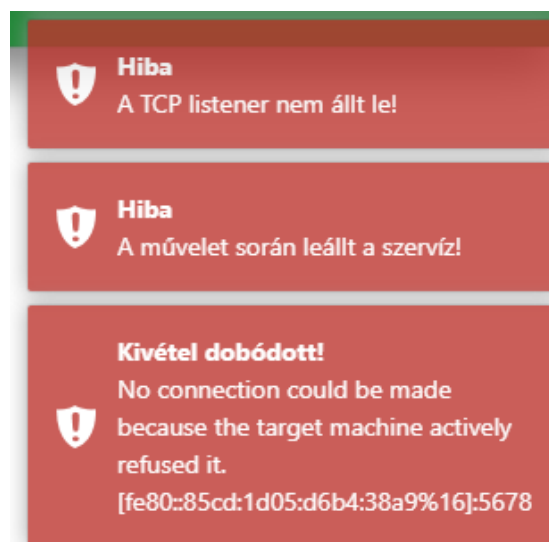 Hiba
A TCP listener nem állt le!
Hiba
A művelet során leállt a szervíz!
Kivétel dobódott!
No connection could be made
because the target machine actively
refused it.
[fe80::85cd:1d05:d6b4:38a9%16]:5678